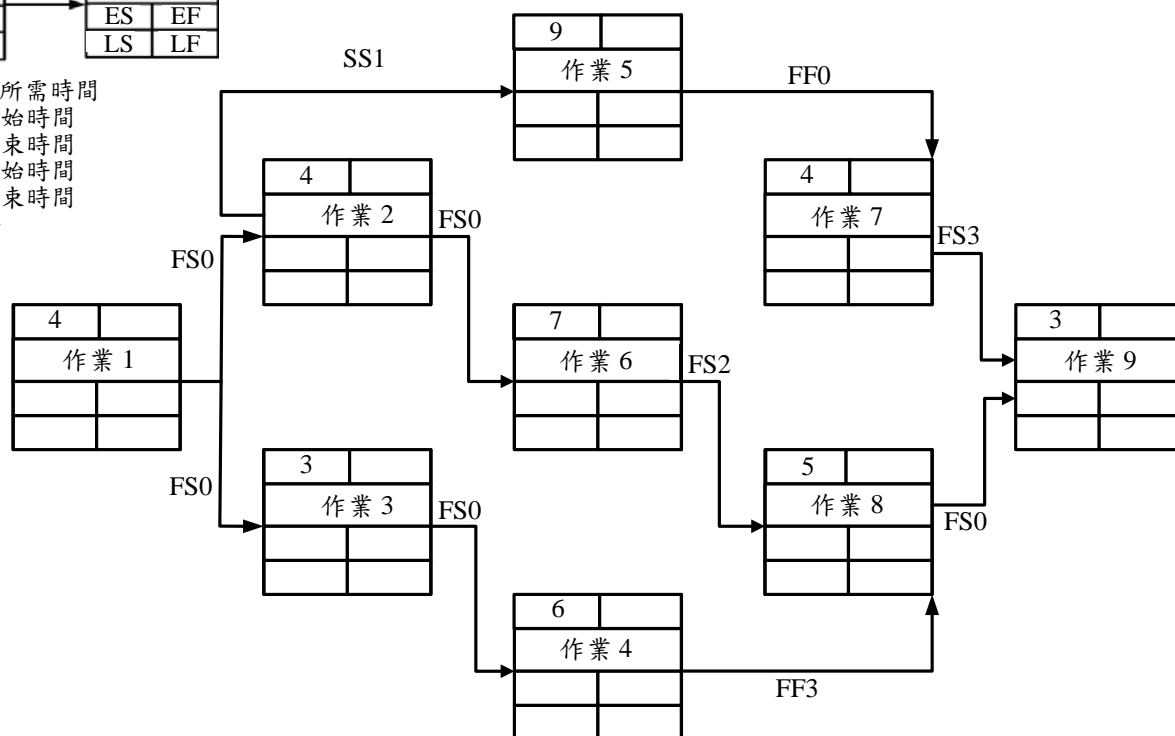 ES EF
LS LF
所需時間
始時間
束時間
始時間
束時間
SS1
9
作業 5
FF0
4
作業 2
FS0
FS0
4
作業 7
FS3
4
作業 1
7
作業 6
FS2
3
作業 9
FS0
3
作業 3
FS0
5
作業 8
FS0
6
作業 4
FF3